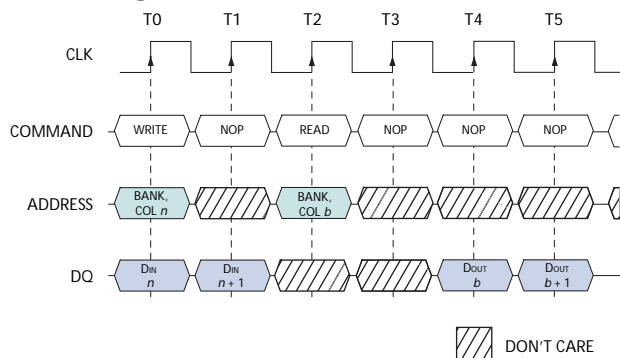 T0 T1 T2 T3 T4 T5
CLK
COMMAND WRITE NOP READ NOP NOP NOP
ADDRESS BANK, COL n BANK, COL b
DQ DIN n DIN n + 1 DOUT b DOUT b + 1
DON'T CARE